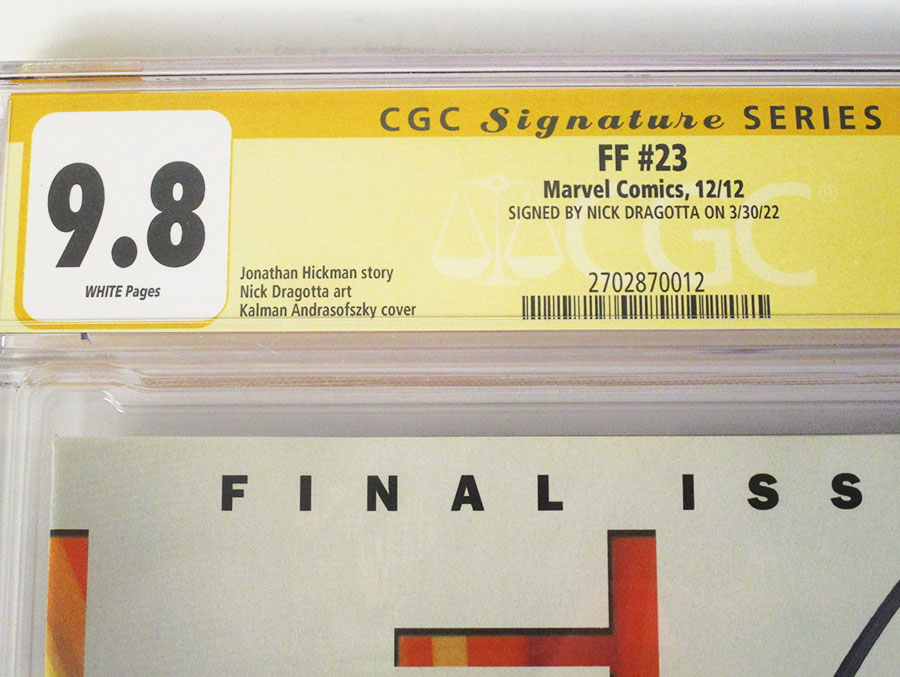 CGC Signature SERIES
9.8
WHITE Pages
FF #23
Marvel Comics, 12/12
SIGNED BY NICK DRAGOTTA ON 3/30/22
CGC®
Jonathan Hickman story
Nick Dragotta art
Kalman Andrasofszky cover
2702870012
FINAL ISS